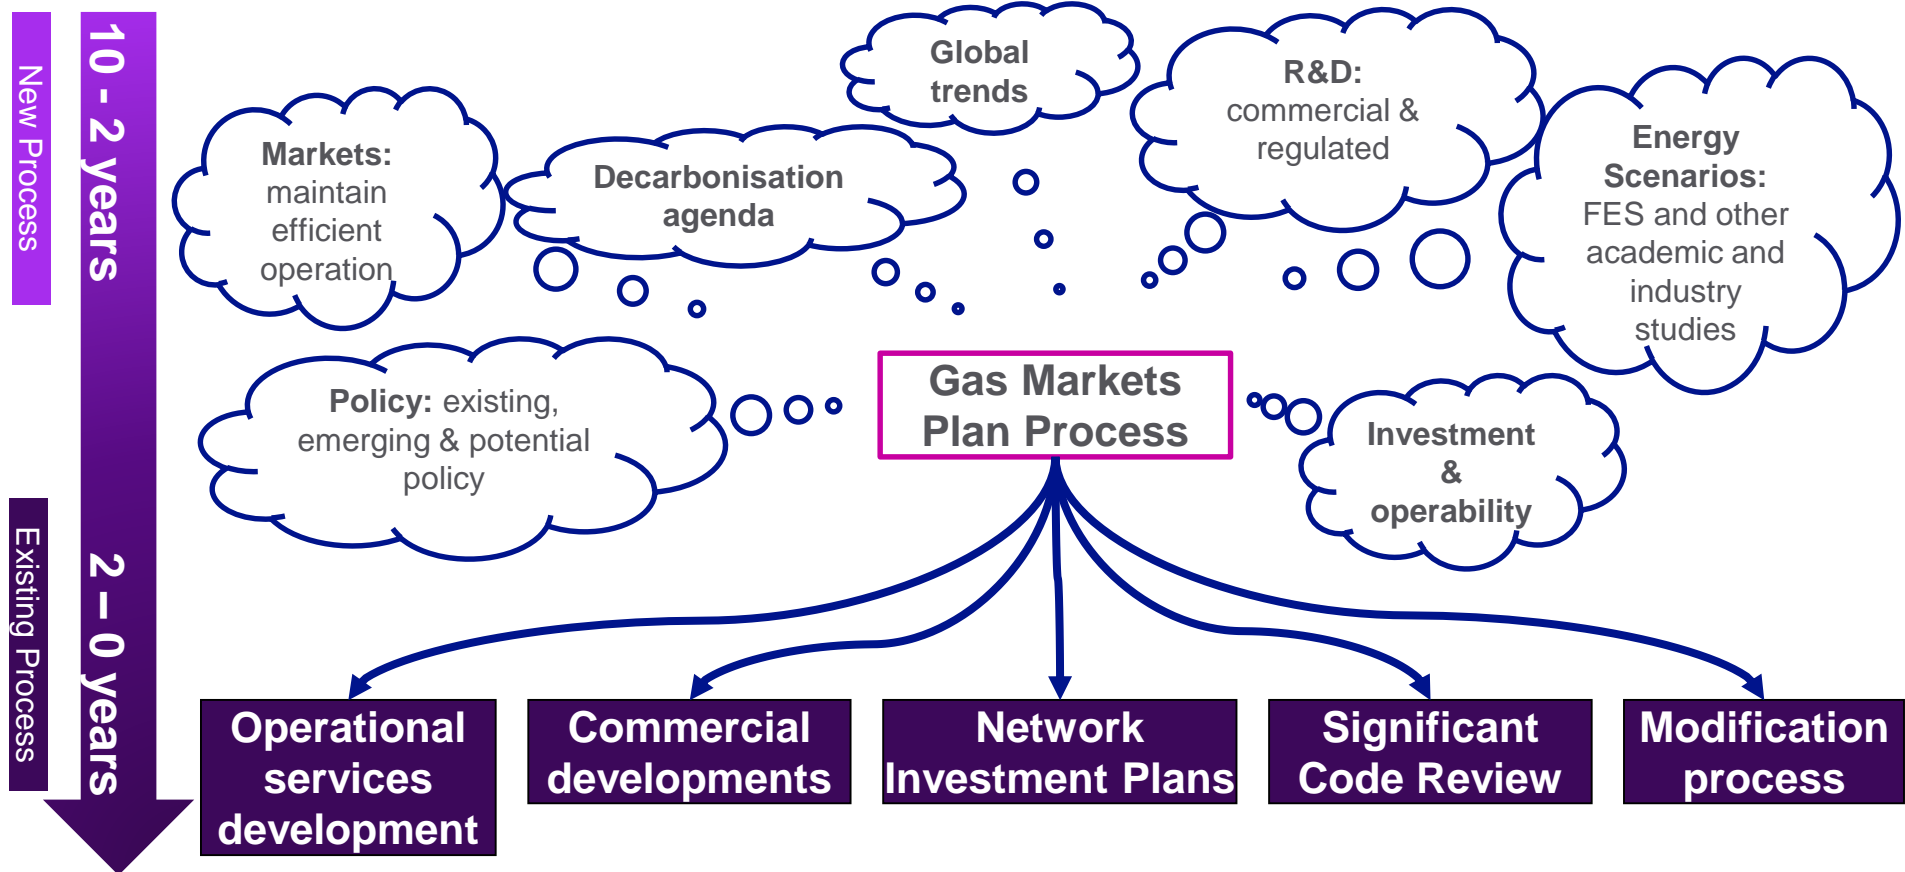 New Process
10 - 2 years
Existing Process
2 – 0 years
Markets:
maintain
efficient
operation
Decarbonisation
agenda
Global
trends
R&D:
commercial &
regulated
Energy
Scenarios:
FES and other
academic and
industry
studies
Policy: existing,
emerging & potential
policy
Gas Markets
Plan Process
Investment
&
operability
Operational
services
development
Commercial
developments
Network
Investment Plans
Significant
Code Review
Modification
process